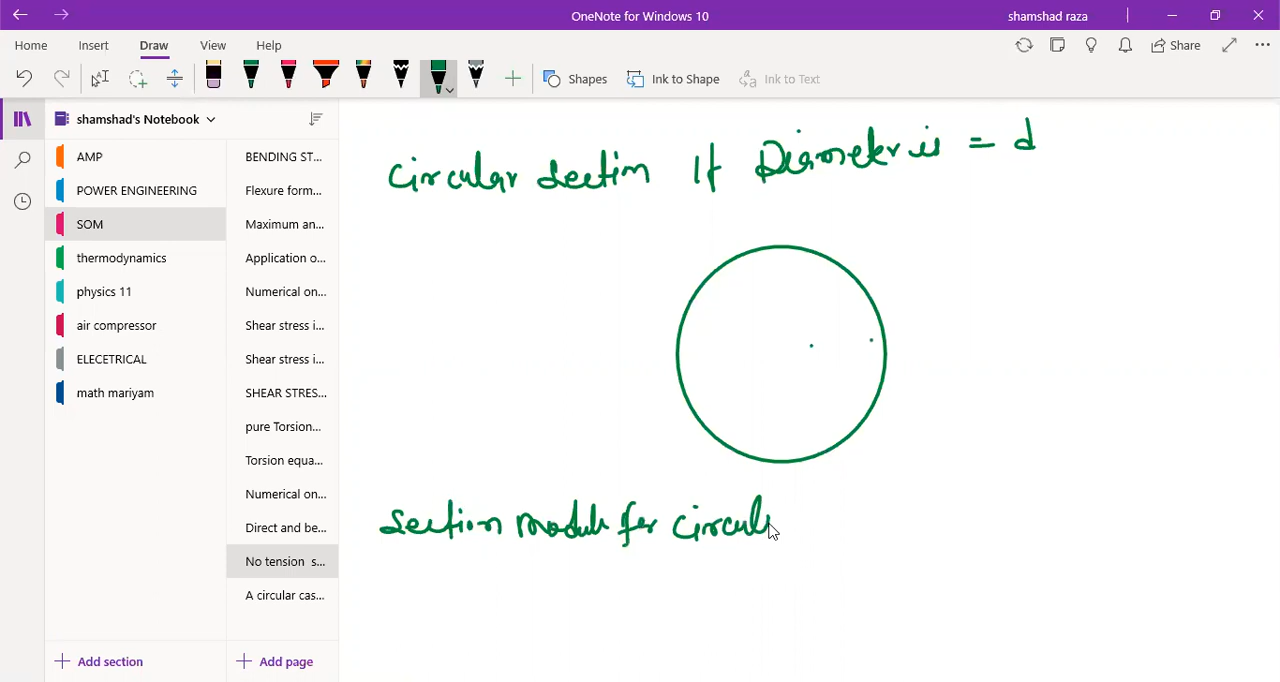 OneNote for Windows 10
shamshad raza
Home Insert Draw View Help
Share
Shapes Ink to Shape Ink to Text
shamshad's Notebook
AMP
POWER ENGINEERING
SOM
thermodynamics
physics 11
air compressor
ELECETRICAL
math mariyam
Add section
BENDING ST...
Flexure form...
Maximum an...
Application o...
Numerical on...
Shear stress i...
Shear stress i...
SHEAR STRES...
pure Torsion...
Torsion equa...
Numerical on...
Direct and be...
No tension s...
A circular cas...
Add page
Circular Section If Diameter is = d
Section modulu for Circul